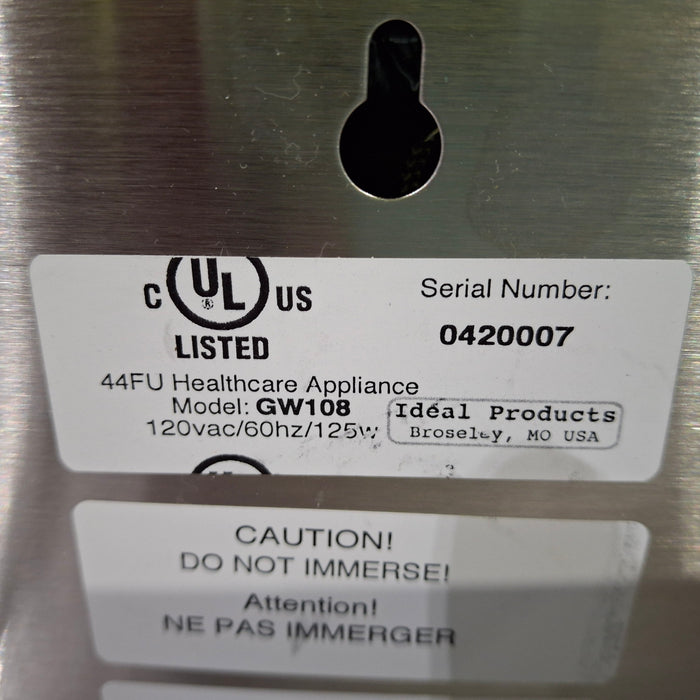 C UL US
LISTED
Serial Number:
0420007
44FU Healthcare Appliance
Model: GW108
120vac/60hz/125w
Ideal Products
Broseley, MO USA
CAUTION!
DO NOT IMMERSE!
Attention!
NE PAS IMMERGER